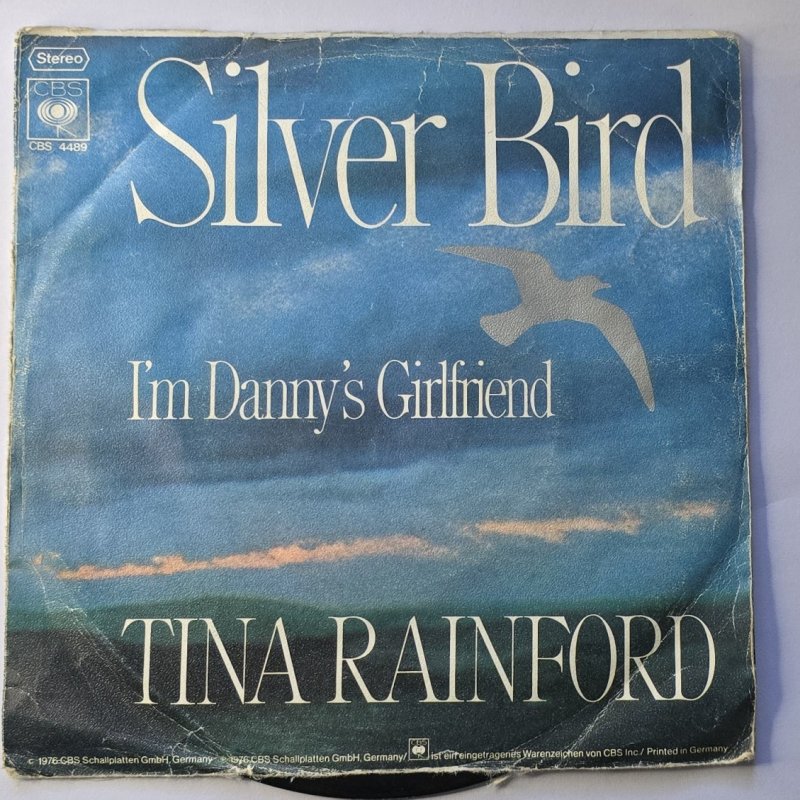 Stereo
CBS
CBS 4489
Silver Bird
I'm Danny's Girlfriend
TINA RAINFORD
c 1976 CBS Schallplatten GmbH, Germany ℗ 1976 CBS Schallplatten GmbH, Germany/ CBS ist ein eingetragenes Warenzeichen von CBS Inc./ Printed in Germany